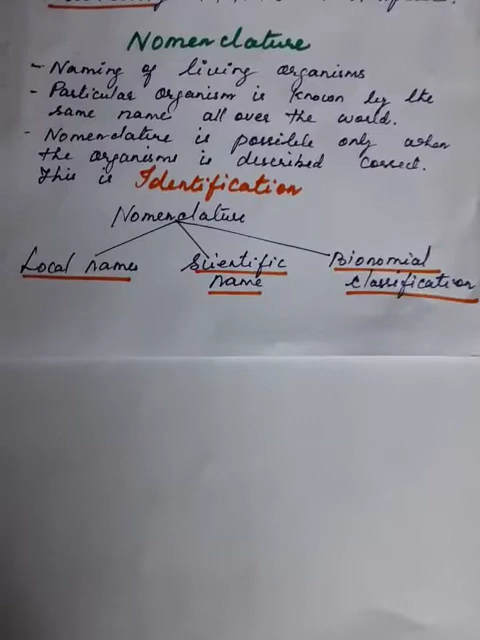 Nomenclature
- Naming of living organisms
- Particular organism is known by the
same name all over the world.
- Nomenclature is possible only when
the organisms is described correct.
This is Identification
Nomenclature
Local names Scientific name Bionomial classification